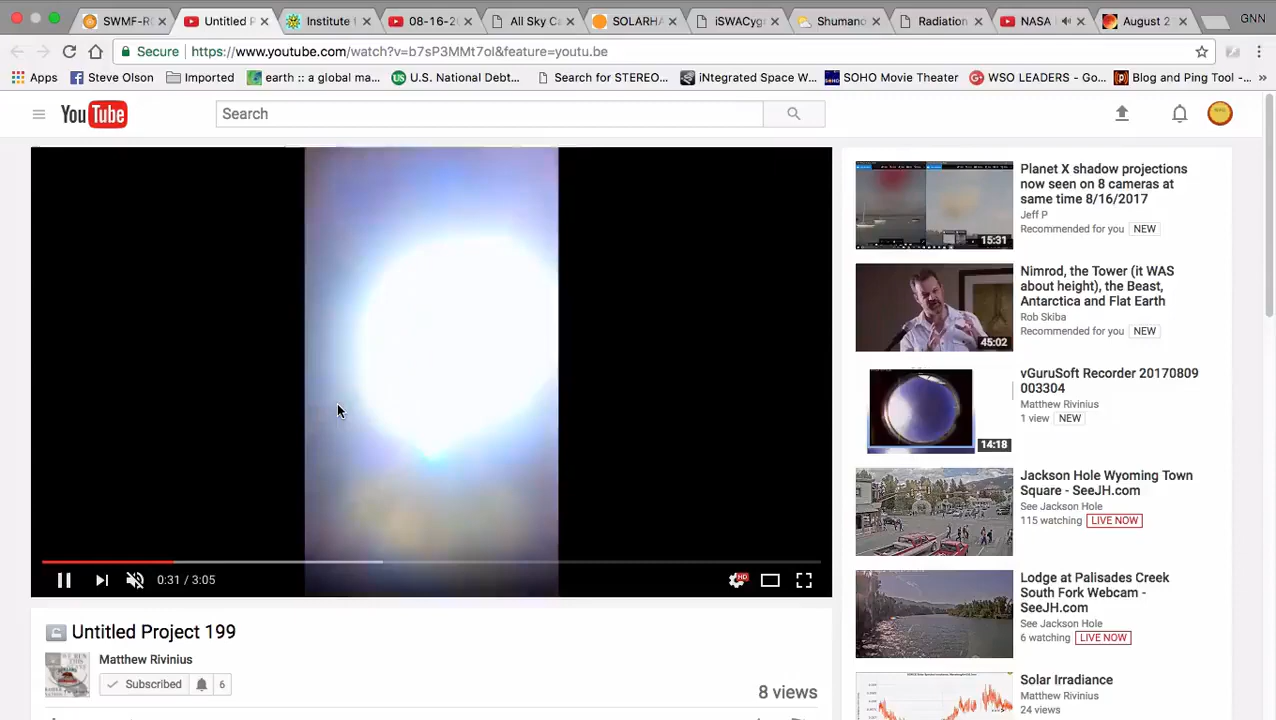 SWMF-RI
Untitled P
Institute
08-16-20
All Sky Ca
SOLARHA
iSWACygn
Shumano
Radiation
NASA
August 2
GNN
Secure
https://www.youtube.com/watch?v=b7sP3MMt7oI&feature=youtu.be
Apps
Steve Olson
Imported
earth :: a global ma...
U.S. National Debt...
Search for STEREO...
iNtegrated Space W...
SOHO Movie Theater
WSO LEADERS - Go...
Blog and Ping Tool -
»
YouTube
Search
Planet X shadow projections
now seen on 8 cameras at
same time 8/16/2017
Jeff P
Recommended for you NEW
15:31
Nimrod, the Tower (it WAS
about height), the Beast,
Antarctica and Flat Earth
Rob Skiba
Recommended for you NEW
45:02
vGuruSoft Recorder 20170809
003304
Matthew Rivinius
1 view NEW
14:18
Jackson Hole Wyoming Town
Square - SeeJH.com
See Jackson Hole
115 watching LIVE NOW
Lodge at Palisades Creek
South Fork Webcam -
SeeJH.com
See Jackson Hole
6 watching LIVE NOW
Solar Irradiance
Matthew Rivinius
24 views
0:31 / 3:05
HD
Untitled Project 199
Matthew Rivinius
Subscribed 6
8 views